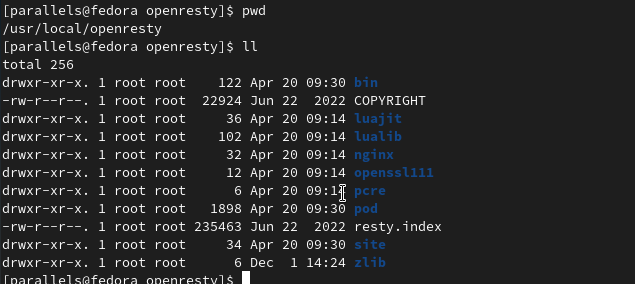 [parallels@fedora openresty]$ pwd
/usr/local/openresty
[parallels@fedora openresty]$ ll
total 256
drwxr-xr-x. 1 root root    122 Apr 20 09:30 bin
-rw-r--r--. 1 root root  22924 Jun 22  2022 COPYRIGHT
drwxr-xr-x. 1 root root     36 Apr 20 09:14 luajit
drwxr-xr-x. 1 root root    102 Apr 20 09:14 lualib
drwxr-xr-x. 1 root root     32 Apr 20 09:14 nginx
drwxr-xr-x. 1 root root     12 Apr 20 09:14 openssl111
drwxr-xr-x. 1 root root      6 Apr 20 09:14 pcre
drwxr-xr-x. 1 root root   1898 Apr 20 09:30 pod
-rw-r--r--. 1 root root 235463 Jun 22  2022 resty.index
drwxr-xr-x. 1 root root     34 Apr 20 09:30 site
drwxr-xr-x. 1 root root      6 Dec  1 14:24 zlib
[parallels@fedora openresty]$